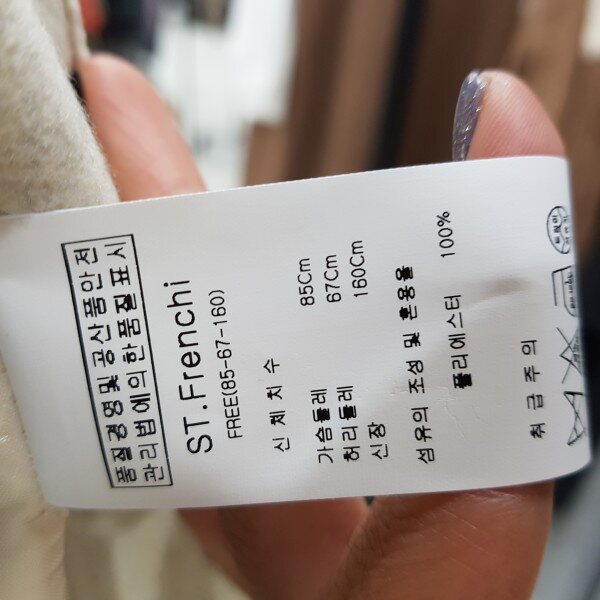 품질경영및 공산품안전
관리법에의한품질표시
ST.Frenchi
FREE(85-67-160)
신체치수
가슴둘레 85Cm
허리둘레 67Cm
신장 160Cm
섬유의 조성 및 혼용율
폴리에스터 100%
취급주의
드라이